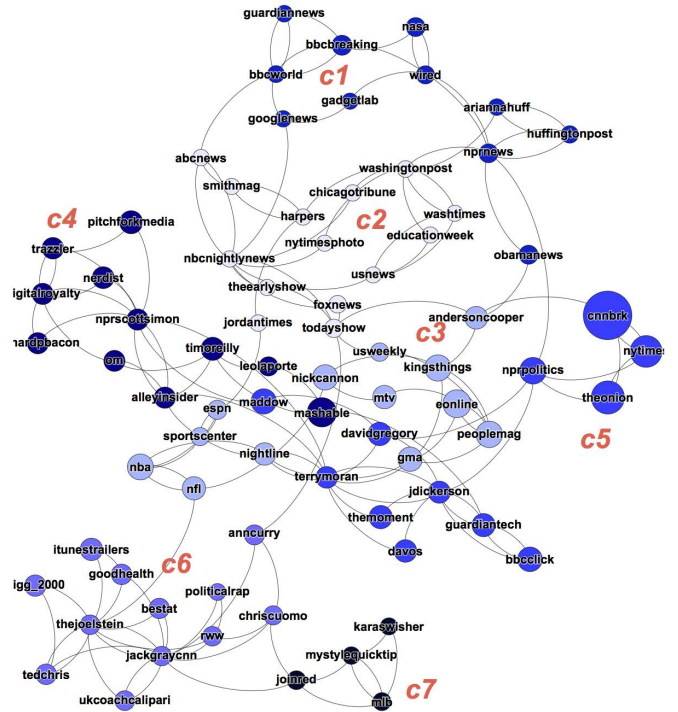 guardiannews
nasa
bbcbreaking
bbcworld
c1
wired
gadgetlab
ariannahuff
googlenews
huffingtonpost
abcnews
nprnews
washingtonpost
smithmag
chicagotribune
c4
pitchforkmedia
harpers
c2
washtimes
trazzler
nytimesphoto
educationweek
nbcnightlynews
obamanews
nerdist
usnews
igitalroyalty
theearlyshow
foxnews
nprscottsimon
jordantimes
todayshow
c3
andersoncooper
cnnbrk
hardpbacon
timoreilly
usweekly
nytimes
om
leolaporte
kingsthings
nprpolitics
nickcannon
alleyinsider
maddow
mtv
eonline
theonion
espn
mashable
sportscenter
davidgregory
peoplemag
c5
nba
nightline
gma
terrymoran
nfl
jdickerson
themoment
guardiantech
anncurry
itunestrailers
c6
davos
bbcclick
igg_2000
goodhealth
politicalrap
bestat
chriscuomo
thejoelstein
rww
karaswisher
jackgraycnn
mystylequicktip
tedchris
joinred
c7
ukcoachcalipari
mlb